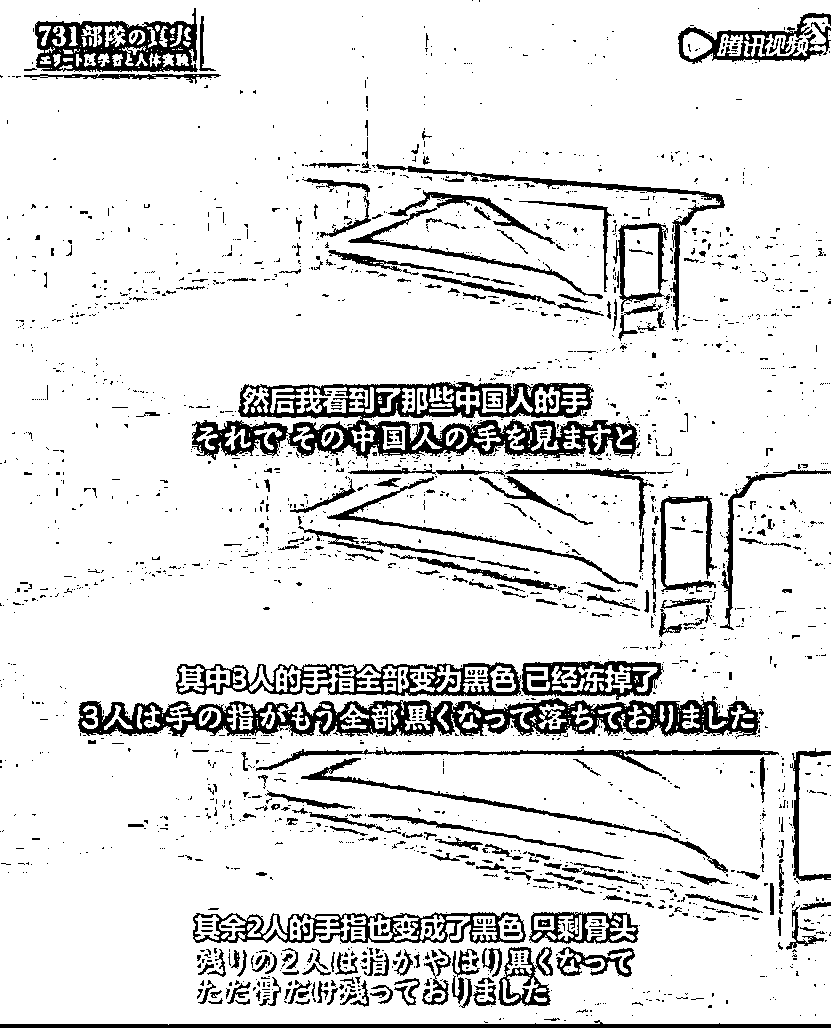 731部隊の真実
エリート医学者と人体実験
腾讯视频
然后我看到了那些中国人的手
それで その中国人の手を見ますと
其中3人的手指全部变为黑色 已经冻掉了
3人は手の指がもう全部黒くなって落ちておりました
其余2人的手指也变成了黑色 只剩骨头
残りの2人は指がやはり黒くなって
ただ骨だけ残っておりました